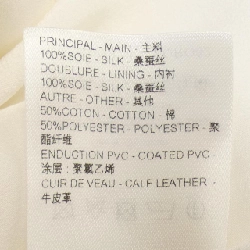 PRINCIPAL - MAIN - 主料
100%SOIE - SILK - 桑蚕丝
DOUBLURE - LINING - 内衬
100%SOIE - SILK - 桑蚕丝
AUTRE - OTHER - 其他
50%COTON - COTTON - 棉
50%POLYESTER - POLYESTER - 聚
酯纤维
ENDUCTION PVC - COATED PVC -
涂层：聚氯乙烯
CUIR DE VEAU - CALF LEATHER -
牛皮革